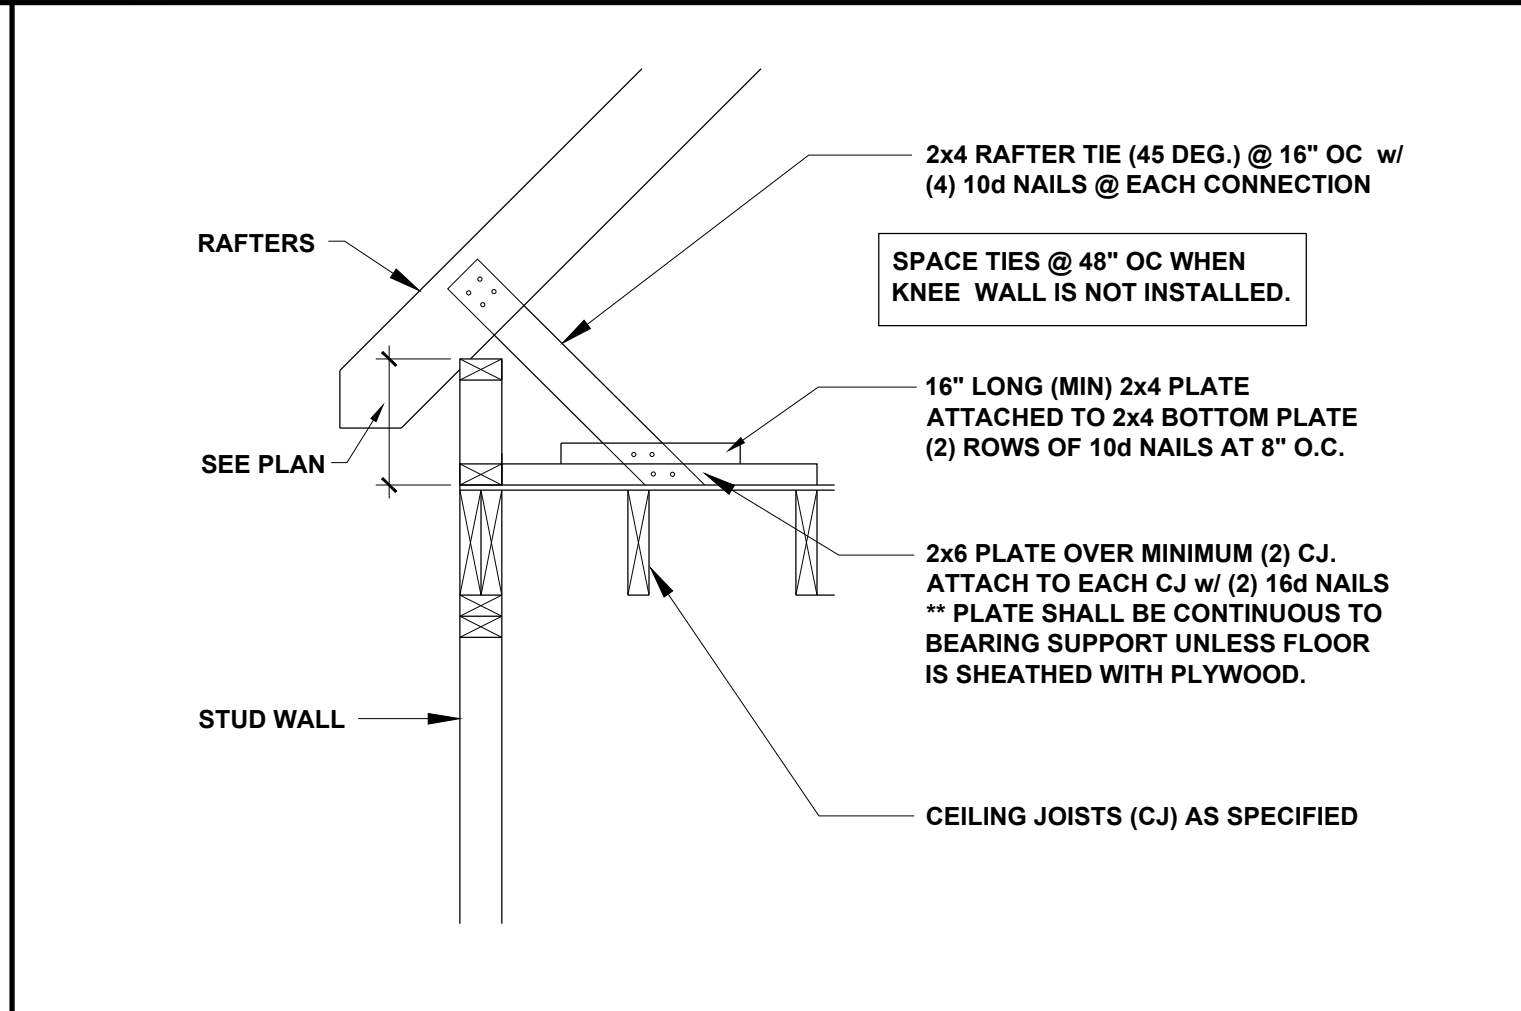 2x4 RAFTER TIE (45 DEG.) @ 16" OC w/
(4) 10d NAILS @ EACH CONNECTION
RAFTERS
SPACE TIES @ 48" OC WHEN
KNEE WALL IS NOT INSTALLED.
16" LONG (MIN) 2x4 PLATE
ATTACHED TO 2x4 BOTTOM PLATE
(2) ROWS OF 10d NAILS AT 8" O.C.
SEE PLAN
2x6 PLATE OVER MINIMUM (2) CJ.
ATTACH TO EACH CJ w/ (2) 16d NAILS
** PLATE SHALL BE CONTINUOUS TO
BEARING SUPPORT UNLESS FLOOR
IS SHEATHED WITH PLYWOOD.
STUD WALL
CEILING JOISTS (CJ) AS SPECIFIED